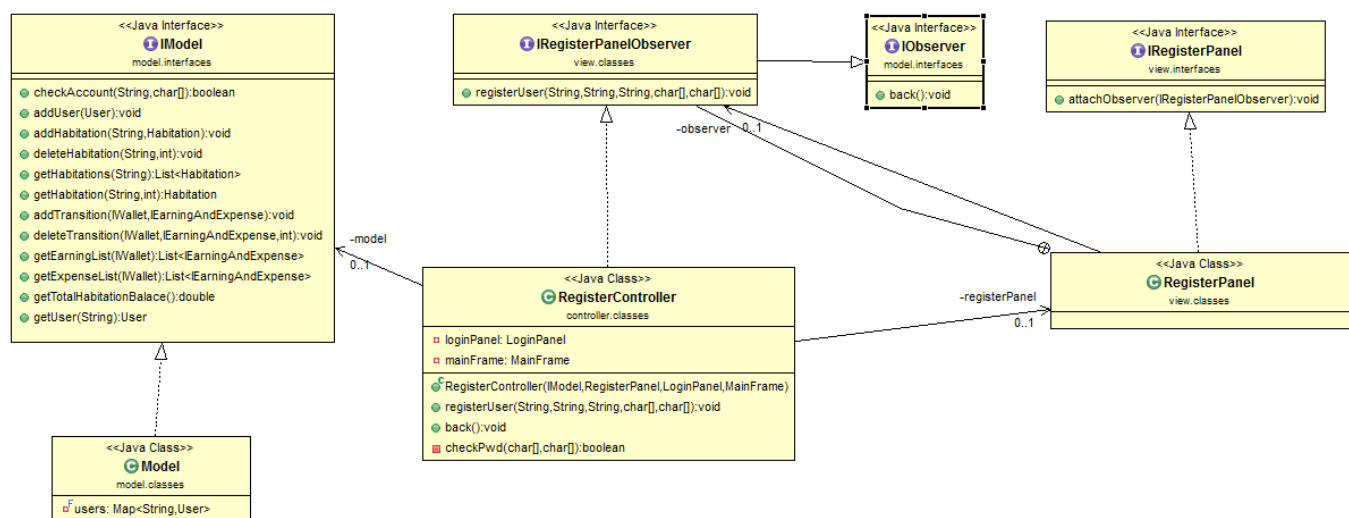 <<Java Interface>>
IModel
model.interfaces
checkAccount(String,char[]):boolean
addUser(User):void
addHabitation(String,Habitation):void
deleteHabitation(String,int):void
getHabitations(String):List<Habitation>
getHabitation(String,int):Habitation
addTransition(IWallet,IEarningAndExpense):void
deleteTransition(IWallet,IEarningAndExpense,int):void
getEarningList(IWallet):List<IEarningAndExpense>
getExpenseList(IWallet):List<IEarningAndExpense>
getTotalHabitationBalace():double
getUser(String):User
<<Java Interface>>
IRegisterPanelObserver
view.classes
registerUser(String,String,String,char[],char[]):void
<<Java Interface>>
IObserver
model.interfaces
back():void
<<Java Interface>>
IRegisterPanel
view.interfaces
attachObserver(IRegisterPanelObserver):void
-observer
0..1
-model
0..1
<<Java Class>>
RegisterController
controller.classes
loginPanel: LoginPanel
mainFrame: MainFrame
RegisterController(IModel,RegisterPanel,LoginPanel,MainFrame)
registerUser(String,String,String,char[],char[]):void
back():void
checkPwd(char[],char[]):boolean
-registerPanel
0..1
<<Java Class>>
RegisterPanel
view.classes
<<Java Class>>
Model
model.classes
users: Map<String,User>